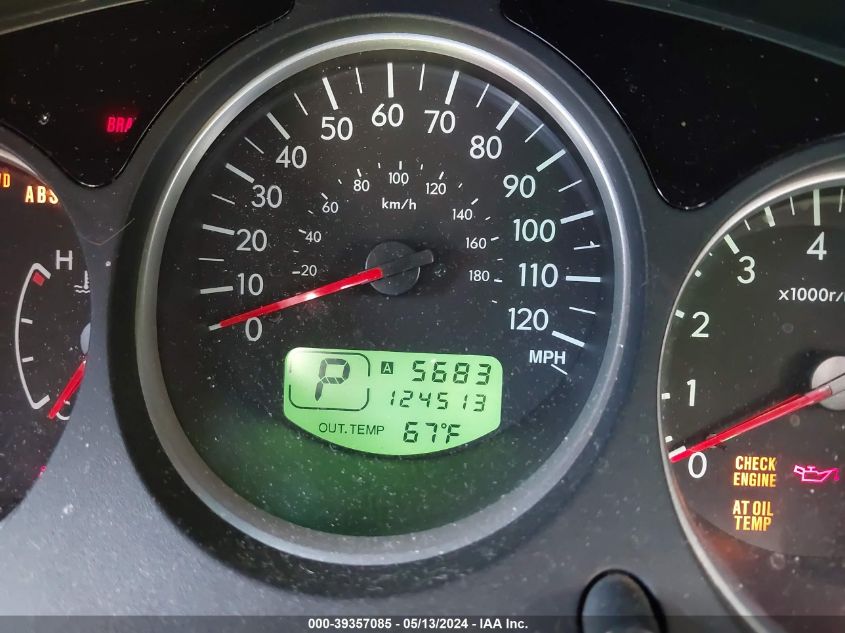 BRA
ABS
H
C
10 20 30 40 50 60 70 80 90 100 110 120
0
MPH
20 40 60 80 100 120 140 160 180
km/h
P A 5683
124513
OUT. TEMP 67°F
0 1 2 3 4
x1000r/
CHECK
ENGINE
AT OIL
TEMP
000-39357085 - 05/13/2024 - IAA Inc.